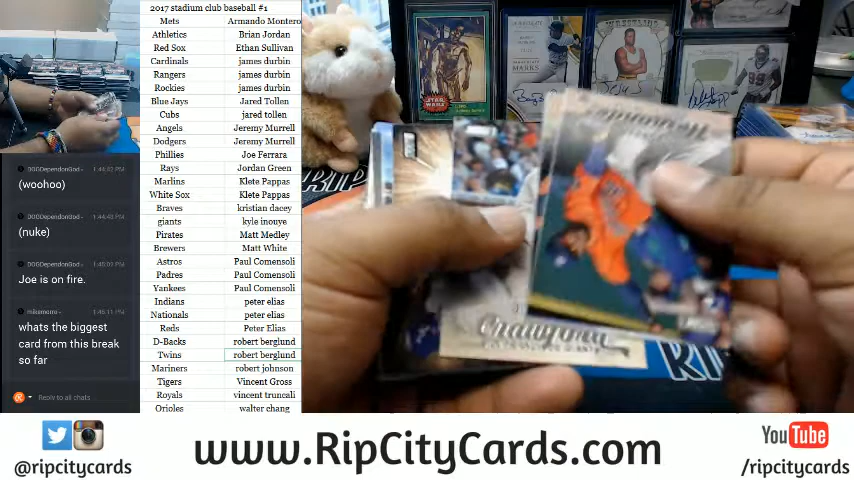 2017 stadium club baseball #1
Mets Armando Montero
Athletics Brian Jordan
Red Sox Ethan Sullivan
Cardinals james durbin
Rangers james durbin
Rockies james durbin
Blue Jays Jared Tollen
Cubs jared tollen
Angels Jeremy Murrell
Dodgers Jeremy Murrell
Phillies Joe Ferrara
Rays Jordan Green
Marlins Klete Pappas
White Sox Klete Pappas
Braves kristian dacey
giants kyle inouye
Pirates Matt Medley
Brewers Matt White
Astros Paul Comensoli
Padres Paul Comensoli
Yankees Paul Comensoli
Indians peter elias
Nationals peter elias
Reds Peter Elias
D-Backs robert berglund
Twins robert berglund
Mariners robert johnson
Tigers Vincent Gross
Royals vincent truncali
Orioles walter chang
(woohoo)
(nuke)
Joe is on fire.
whats the biggest
card from this break
so far
Reply to all chats
STAR
WARS
MARKS
Crawford
RIP
@ripcitycards
www.RipCityCards.com
YouTube
/ripcitycards